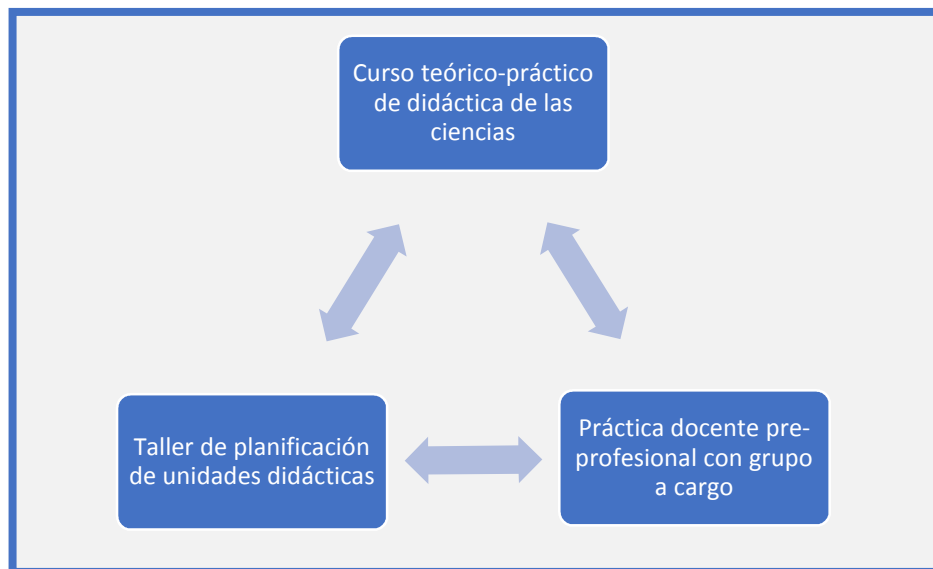 Curso teórico-práctico
de didáctica de las
ciencias
Taller de planificación
de unidades didácticas
Práctica docente pre-
profesional con grupo
a cargo